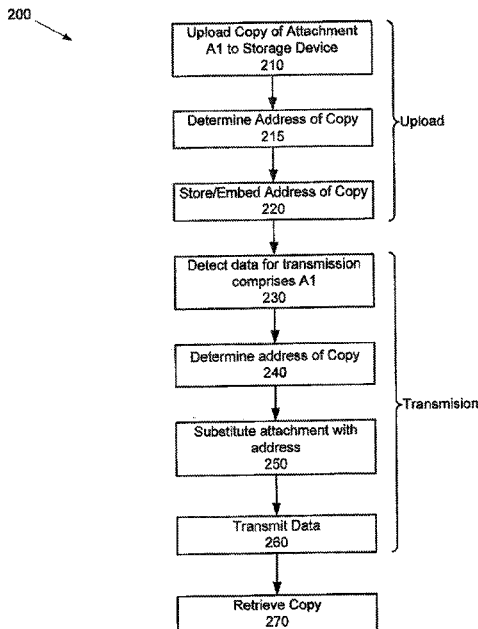 200
Upload Copy of Attachment
A1 to Storage Device
210
Determine Address of Copy
215
Upload
Store/Embed Address of Copy
220
Detect data for transmission
comprises A1
230
Determine address of Copy
240
Transmision
Substitute attachment with
address
250
Transmit Data
260
Retrieve Copy
270